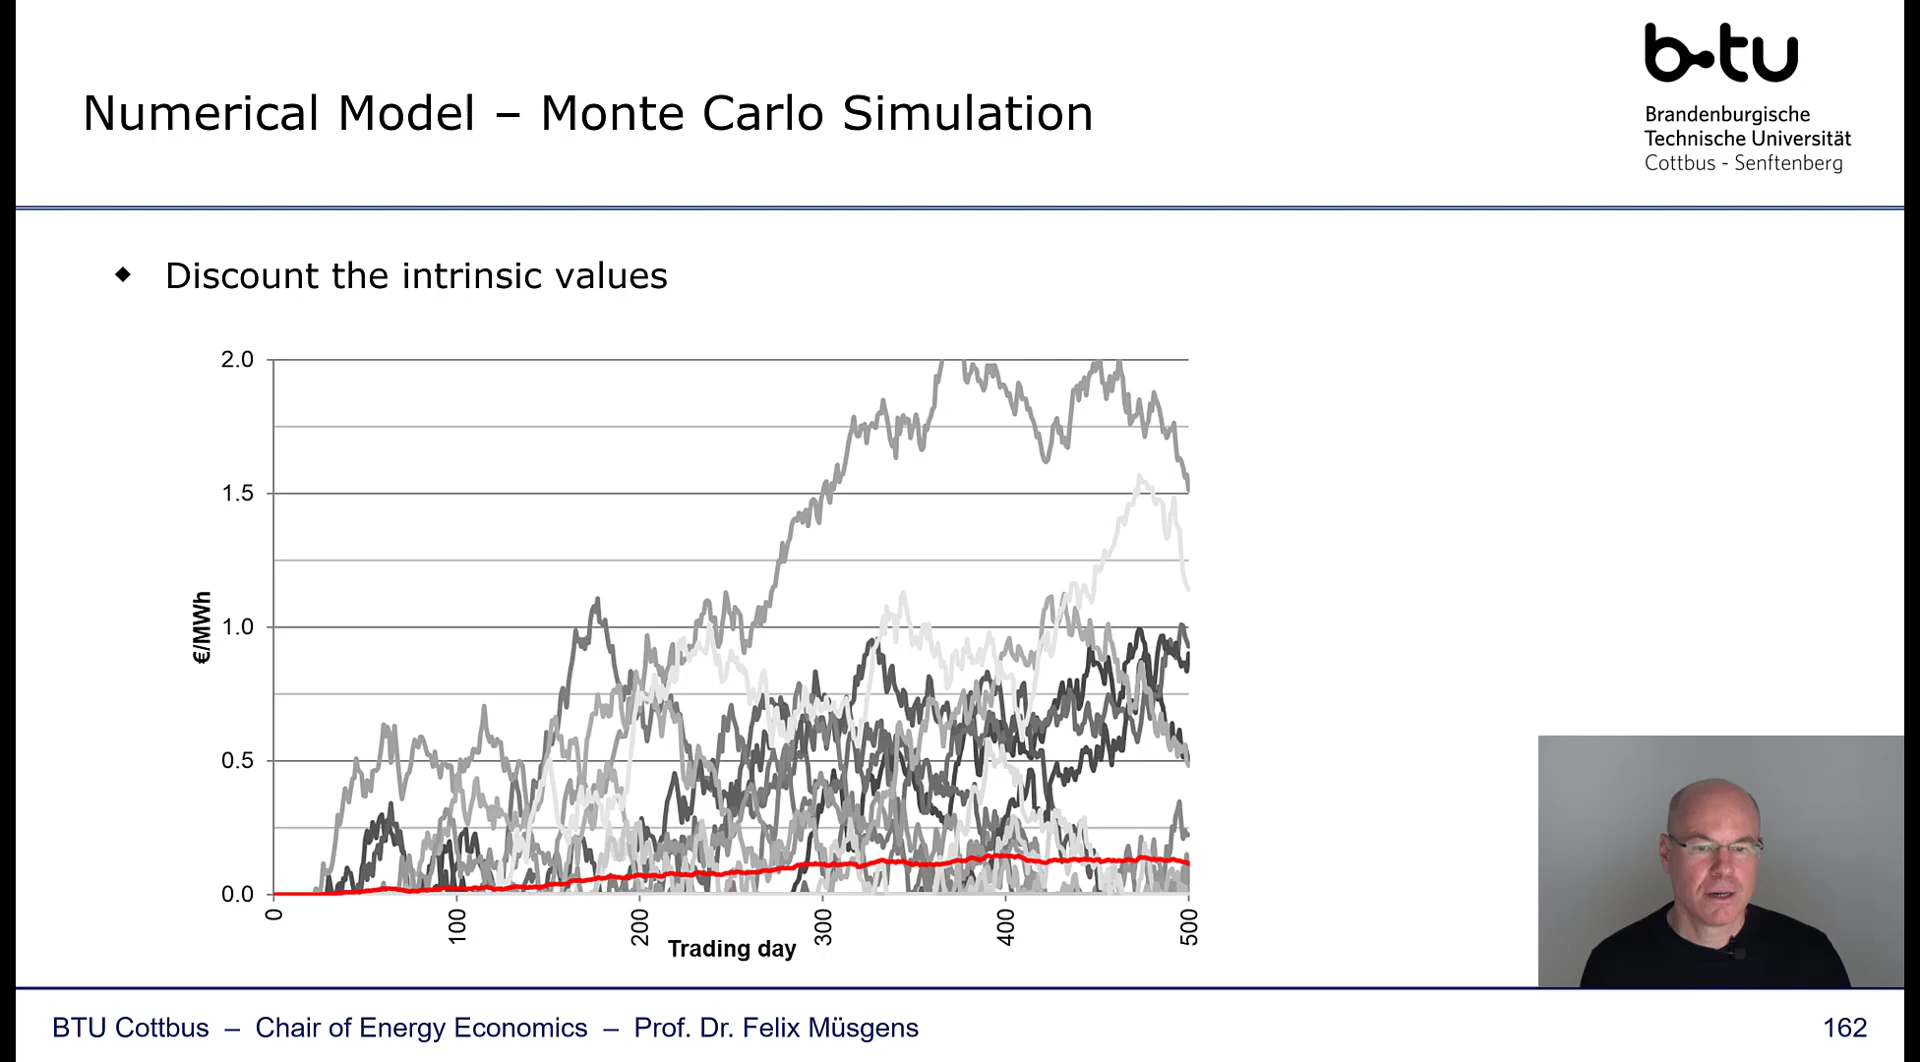 b-tu
Brandenburgische
Technische Universität
Cottbus - Senftenberg
Numerical Model – Monte Carlo Simulation
◆ Discount the intrinsic values
2.0
1.5
1.0
0.5
0.0
€/MWh
0
100
200
300
400
500
Trading day
BTU Cottbus – Chair of Energy Economics – Prof. Dr. Felix Müsgens
162